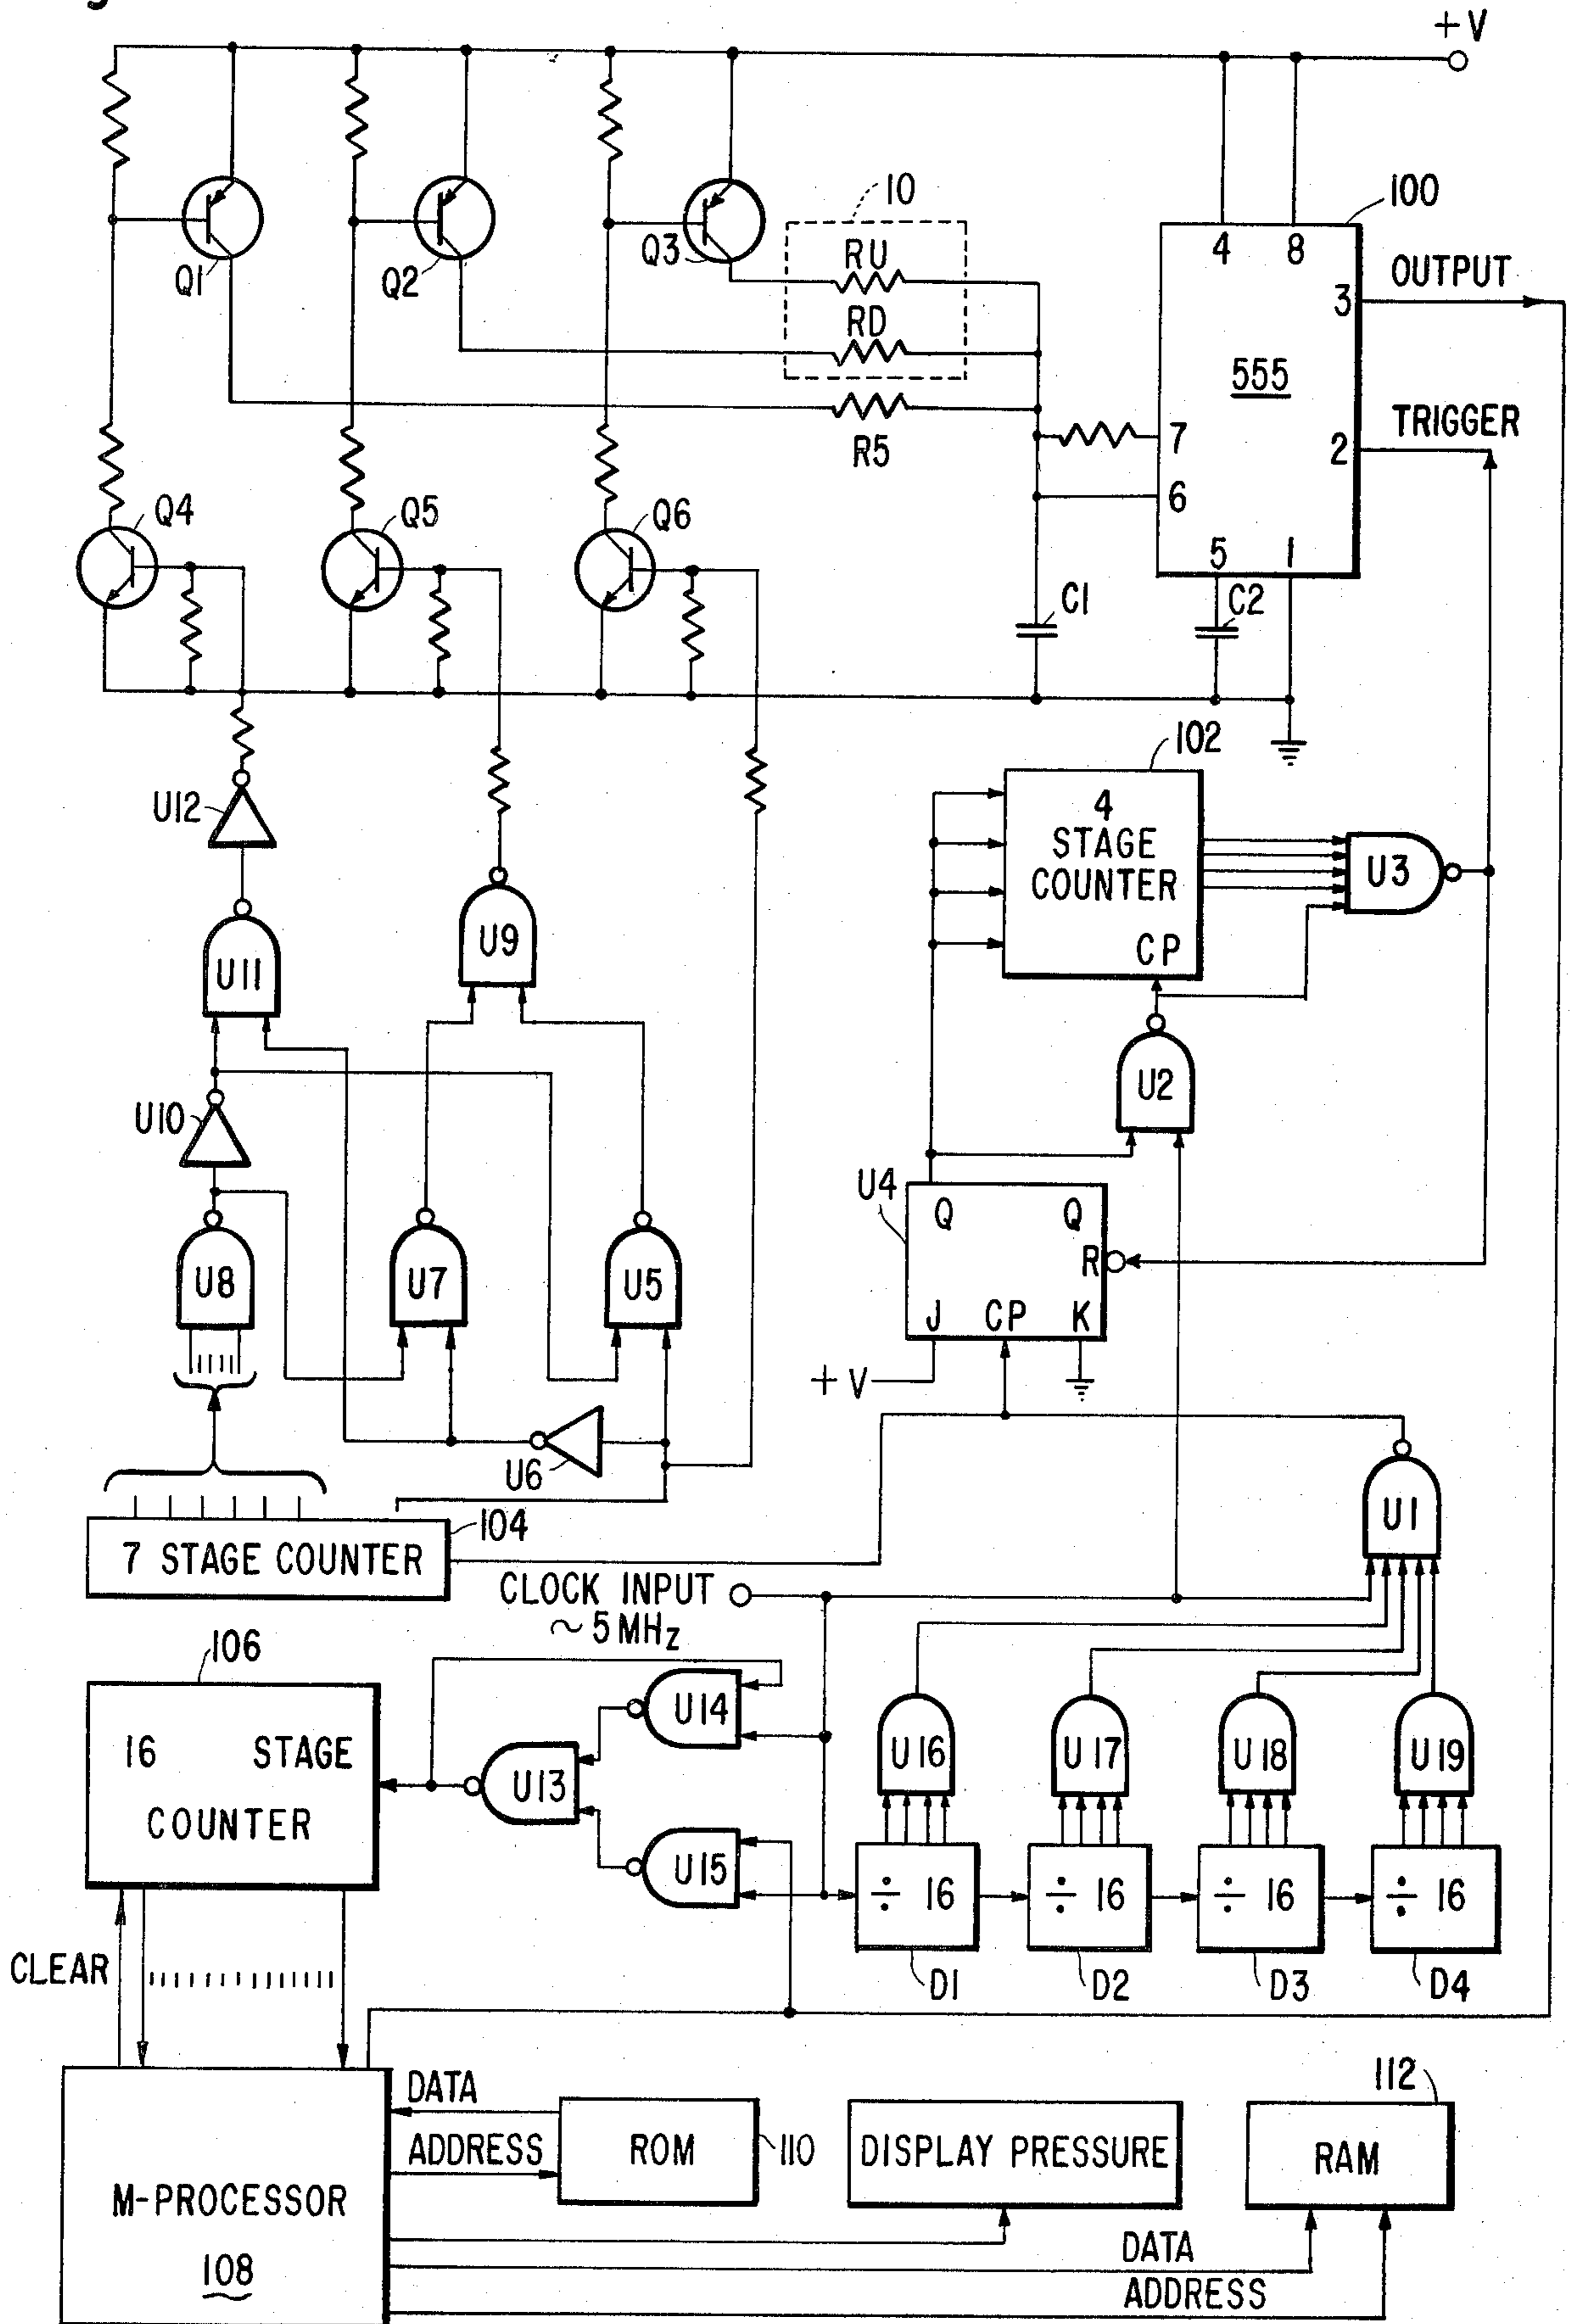 +V
10
100
Q1
Q2
Q3
RU
RD
R5
4 8
3
OUTPUT
555
2
TRIGGER
7
6
5 1
Q4
Q5
Q6
C1
C2
102
U12
4
STAGE
COUNTER
CP
U3
U11
U9
U2
U10
U4
Q Q
R
J CP K
+V
U8
U7
U5
U6
104
7 STAGE COUNTER
U1
CLOCK INPUT
~ 5 MHz
106
16 STAGE
COUNTER
U14
U13
U15
U16
U17
U18
U19
÷ 16
÷ 16
÷ 16
÷ 16
D1
D2
D3
D4
CLEAR
DATA
ADDRESS
ROM
110
DISPLAY PRESSURE
112
RAM
M-PROCESSOR
108
DATA
ADDRESS